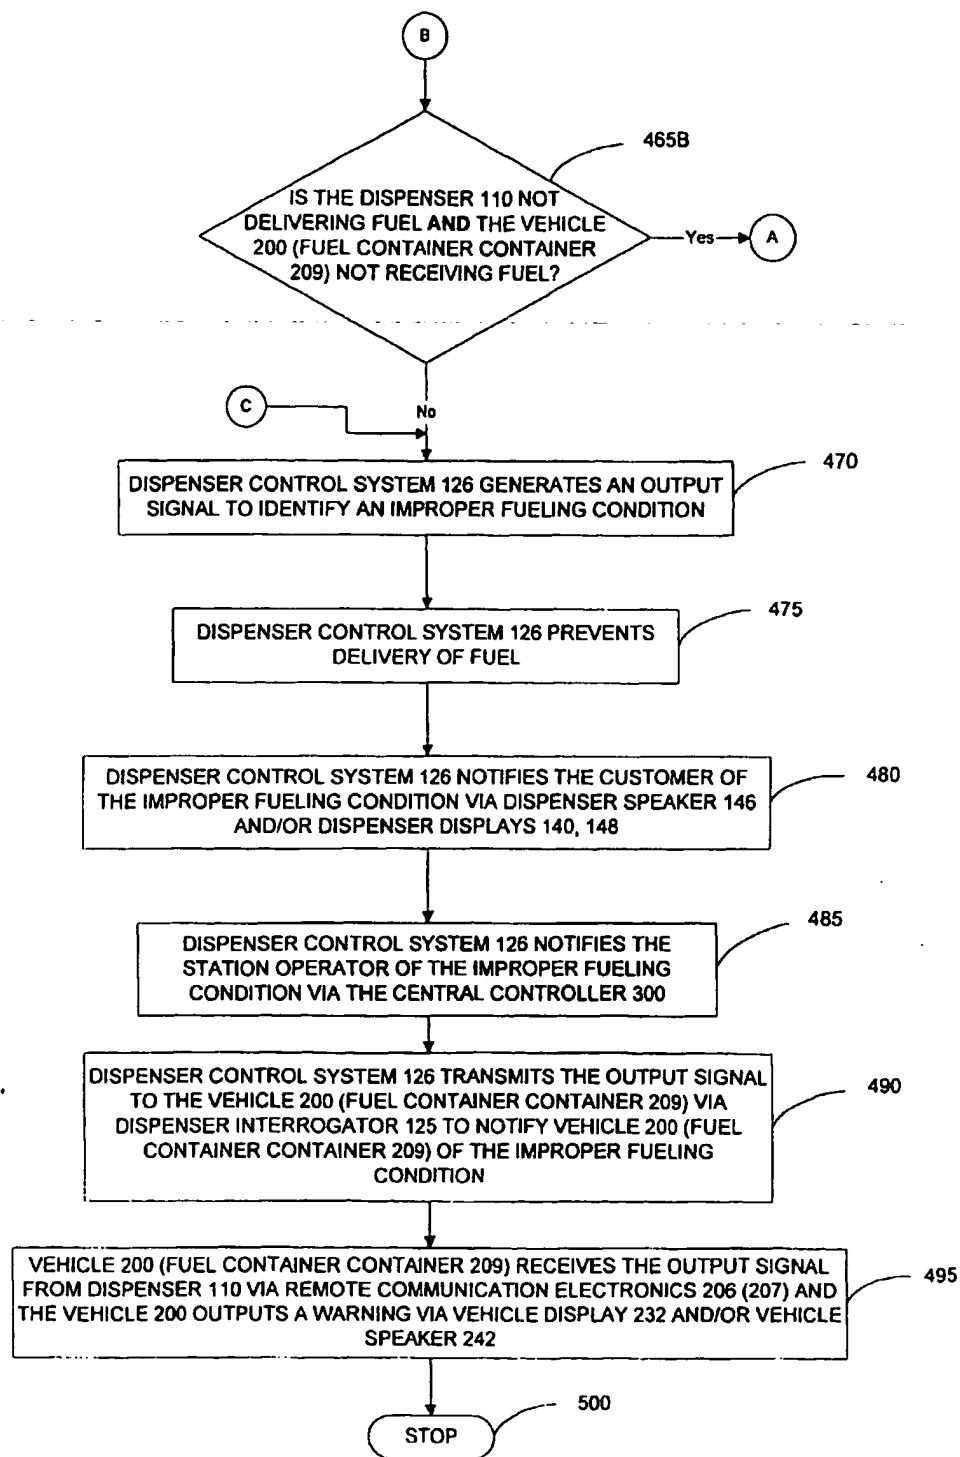 B
465B
IS THE DISPENSER 110 NOT
DELIVERING FUEL AND THE VEHICLE
200 (FUEL CONTAINER CONTAINER
209) NOT RECEIVING FUEL?
Yes
A
C
No
470
DISPENSER CONTROL SYSTEM 126 GENERATES AN OUTPUT
SIGNAL TO IDENTIFY AN IMPROPER FUELING CONDITION
475
DISPENSER CONTROL SYSTEM 126 PREVENTS
DELIVERY OF FUEL
480
DISPENSER CONTROL SYSTEM 126 NOTIFIES THE CUSTOMER OF
THE IMPROPER FUELING CONDITION VIA DISPENSER SPEAKER 146
AND/OR DISPENSER DISPLAYS 140, 148
485
DISPENSER CONTROL SYSTEM 126 NOTIFIES THE
STATION OPERATOR OF THE IMPROPER FUELING
CONDITION VIA THE CENTRAL CONTROLLER 300
490
DISPENSER CONTROL SYSTEM 126 TRANSMITS THE OUTPUT SIGNAL
TO THE VEHICLE 200 (FUEL CONTAINER CONTAINER 209) VIA
DISPENSER INTERROGATOR 125 TO NOTIFY VEHICLE 200 (FUEL
CONTAINER CONTAINER 209) OF THE IMPROPER FUELING
CONDITION
495
VEHICLE 200 (FUEL CONTAINER CONTAINER 209) RECEIVES THE OUTPUT SIGNAL
FROM DISPENSER 110 VIA REMOTE COMMUNICATION ELECTRONICS 206 (207) AND
THE VEHICLE 200 OUTPUTS A WARNING VIA VEHICLE DISPLAY 232 AND/OR VEHICLE
SPEAKER 242
500
STOP